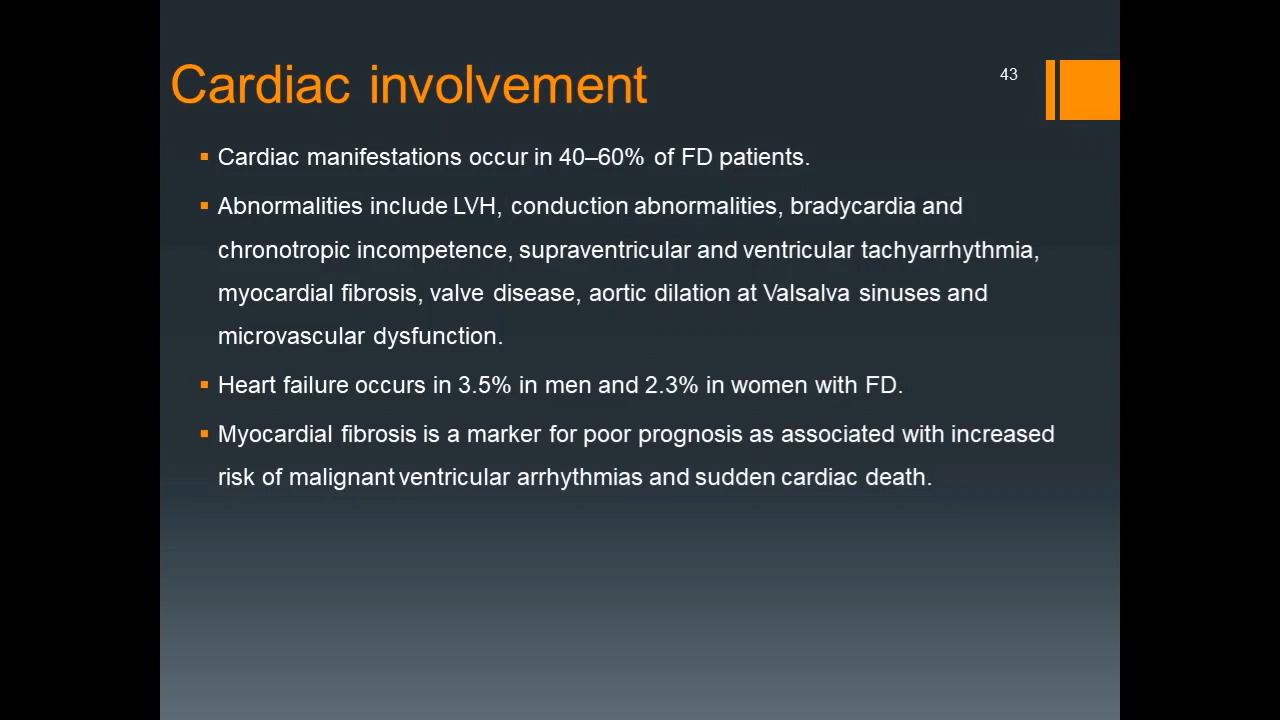 Cardiac involvement
43
▪ Cardiac manifestations occur in 40–60% of FD patients.
▪ Abnormalities include LVH, conduction abnormalities, bradycardia and
chronotropic incompetence, supraventricular and ventricular tachyarrhythmia,
myocardial fibrosis, valve disease, aortic dilation at Valsalva sinuses and
microvascular dysfunction.
▪ Heart failure occurs in 3.5% in men and 2.3% in women with FD.
▪ Myocardial fibrosis is a marker for poor prognosis as associated with increased
risk of malignant ventricular arrhythmias and sudden cardiac death.